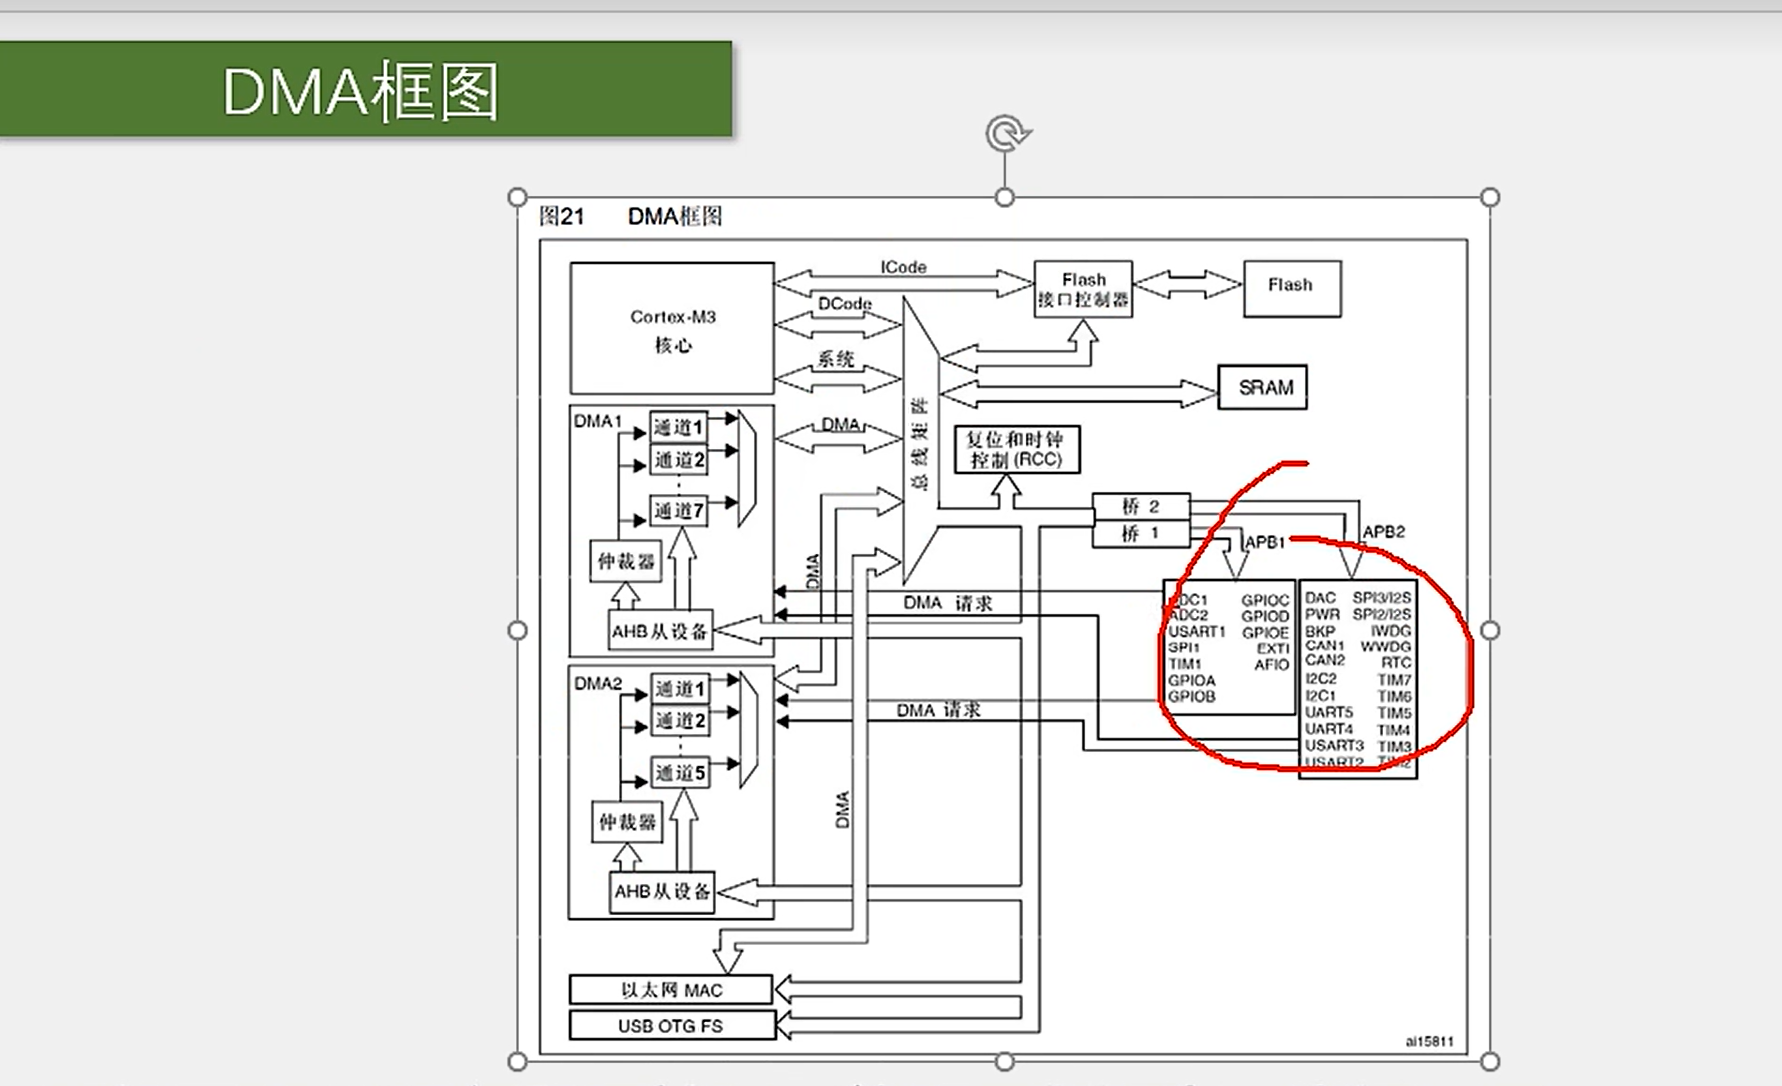 DMA框图
图21 DMA框图
Cortex-M3
核心
ICode
DCode
系统
DMA
Flash
接口控制器
Flash
SRAM
总线矩阵
复位和时钟
控制(RCC)
桥 2
桥 1
APB1
APB2
DMA1
通道1
通道2
通道7
仲裁器
AHB从设备
DMA
DMA 请求
DMA2
通道1
通道2
通道5
仲裁器
AHB从设备
DMA 请求
DMA
ADC1 GPIOC
ADC2 GPIOD
USART1 GPIOE
SPI1 EXTI
TIM1 AFIO
GPIOA
GPIOB
DAC SPI3/I2S
PWR SPI2/I2S
BKP IWDG
CAN1 WWDG
CAN2 RTC
I2C2 TIM7
I2C1 TIM6
UART5 TIM5
UART4 TIM4
USART3 TIM3
USART2 TIM2
以太网 MAC
USB OTG FS
ai15811